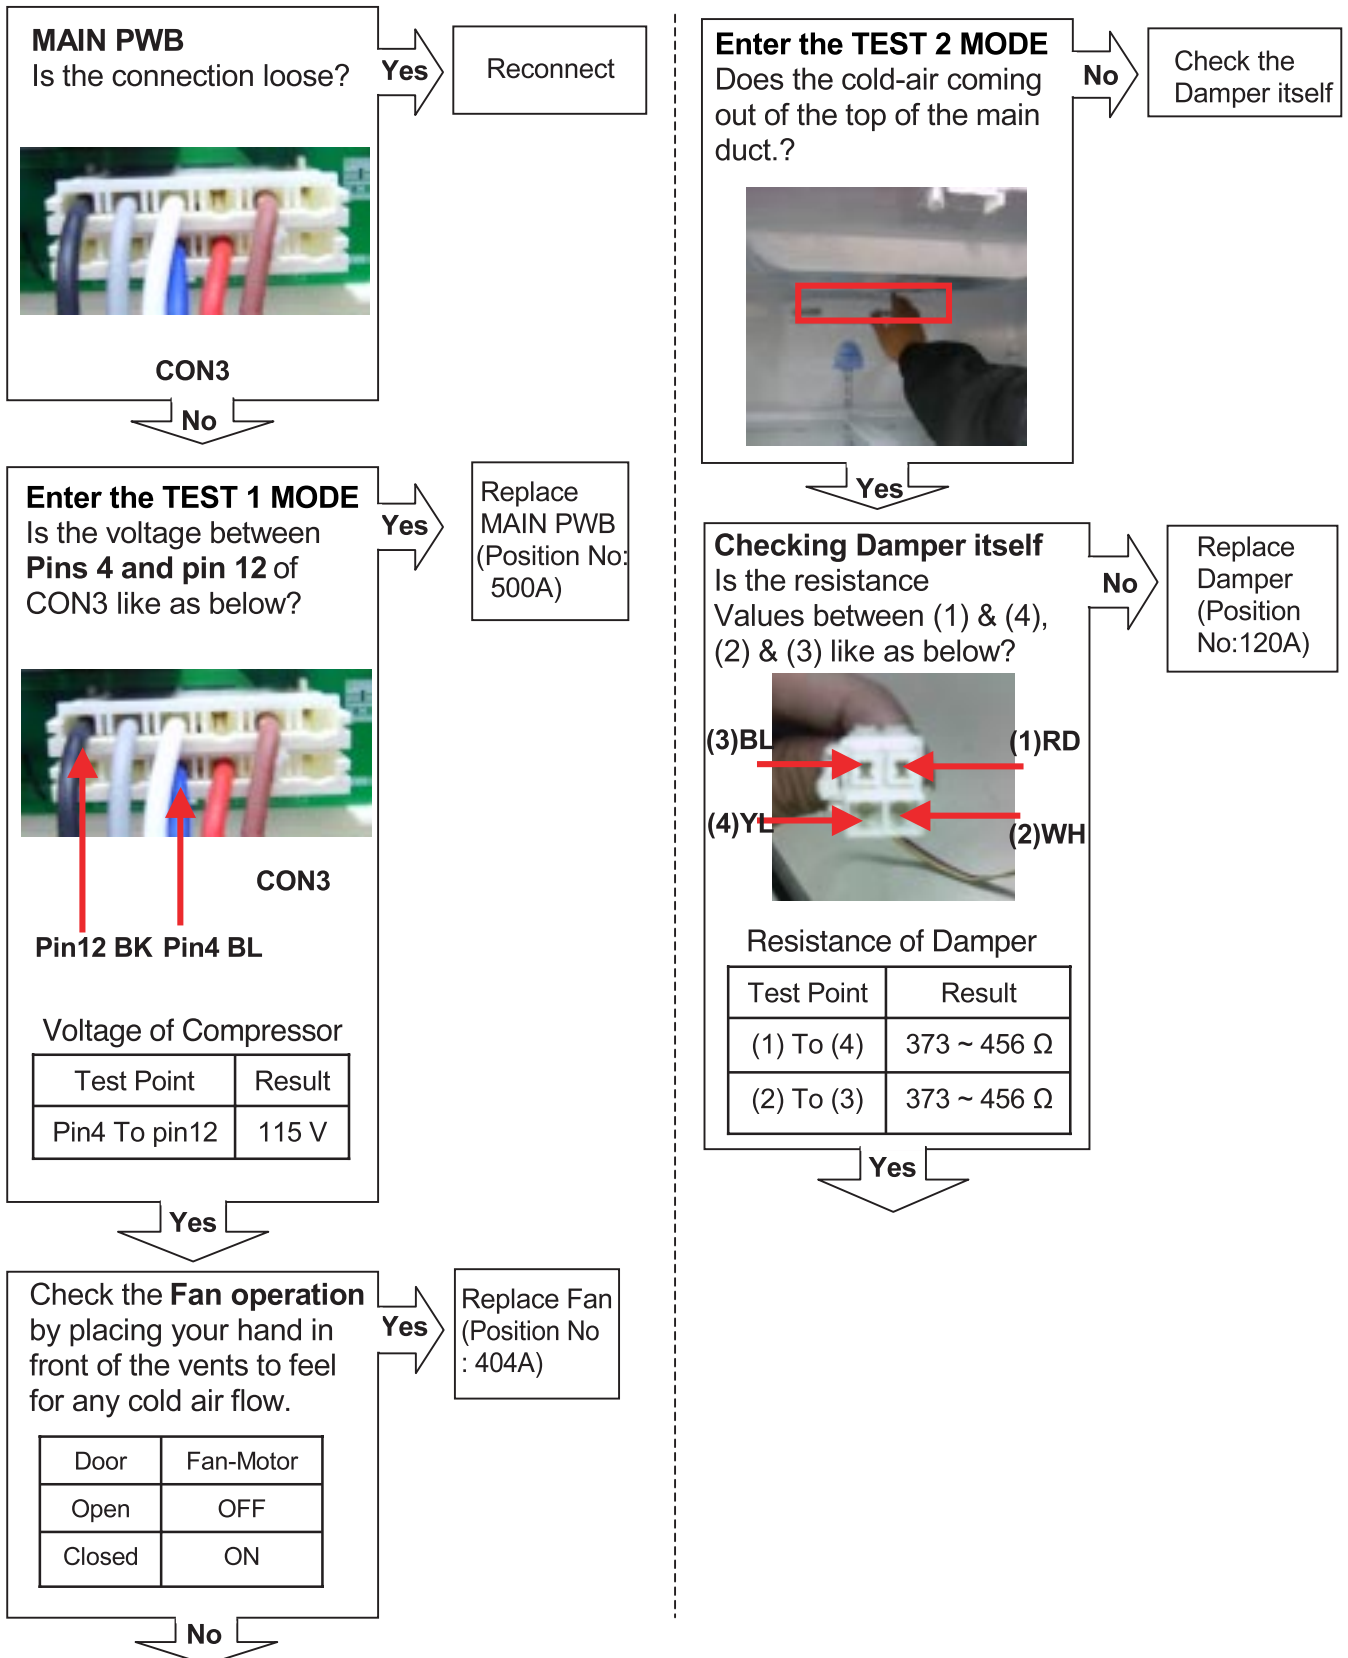 MAIN PWB
Is the connection loose?
Yes
Reconnect
CON3
No
Enter the TEST 1 MODE
Is the voltage between
Pins 4 and pin 12 of
CON3 like as below?
Yes
Replace
MAIN PWB
(Position No:
500A)
CON3
Pin12 BK Pin4 BL
Voltage of Compressor
Test Point Result
Pin4 To pin12 115 V
Yes
Check the Fan operation
by placing your hand in
front of the vents to feel
for any cold air flow.
Yes
Replace Fan
(Position No
: 404A)
Door Fan-Motor
Open OFF
Closed ON
No
Enter the TEST 2 MODE
Does the cold-air coming
out of the top of the main
duct.?
No
Check the
Damper itself
Yes
Checking Damper itself
Is the resistance
Values between (1) & (4),
(2) & (3) like as below?
No
Replace
Damper
(Position
No:120A)
(3)BL
(1)RD
(4)YL
(2)WH
Resistance of Damper
Test Point Result
(1) To (4) 373 ~ 456 Ω
(2) To (3) 373 ~ 456 Ω
Yes